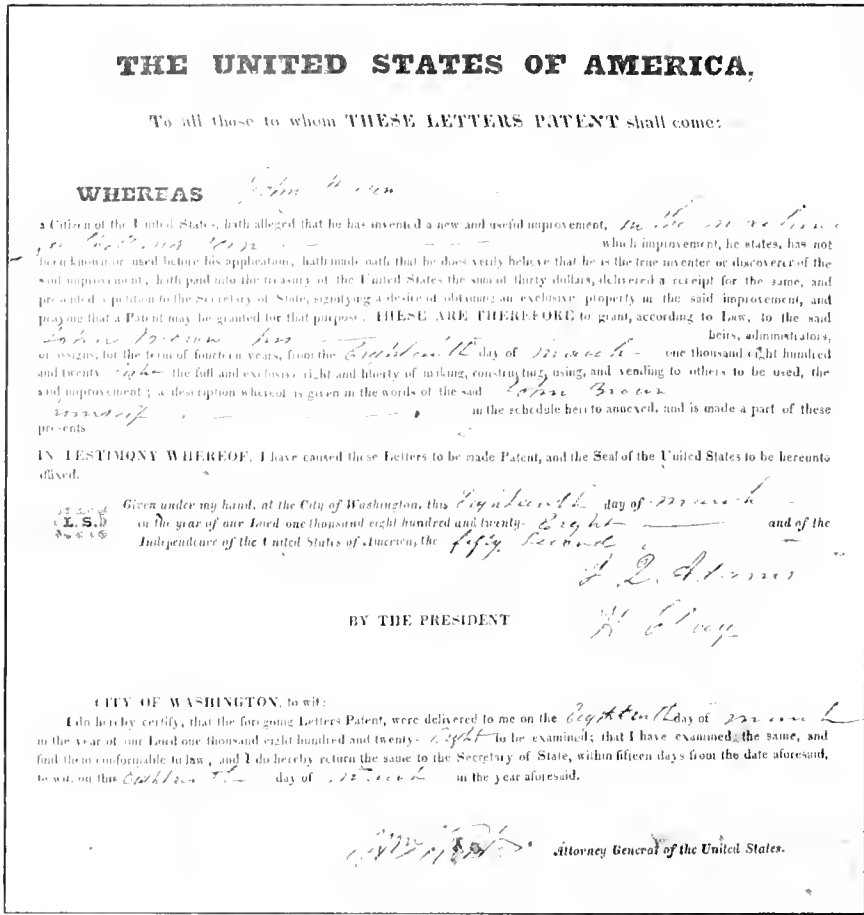 THE UNITED STATES OF AMERICA.
To all those to whom THESE LETTERS PATENT shall come:
WHEREAS John Brown
a Citizen of the United States, hath alleged that he has invented a new and useful improvement, in the machine
for which improvement, he states, has not
been known or used before his application, hath made oath that he does verily believe that he is the true inventer or discoverer of the
said improvement, hath paid into the treasury of the United States the sum of thirty dollars, delivered a receipt for the same, and
presented a petition to the Secretary of State, signifying a desire of obtaining an exclusive property in the said improvement, and
praying that a Patent may be granted for that purpose. THESE ARE THEREFORE to grant, according to Law, to the said
John Brown his heirs, administrators,
or assigns, for the term of fourteen years, from the Eighteenth day of March one thousand eight hundred
and twenty eight the full and exclusive right and liberty of making, constructing, using, and vending to others to be used, the
said improvement; a description whereof is given in the words of the said John Brown
himself in the schedule hereto annexed, and is made a part of these
presents
IN TESTIMONY WHEREOF, I have caused these Letters to be made Patent, and the Seal of the United States to be hereunto
affixed.
L.S. Given under my hand, at the City of Washington, this Eighteenth day of March
in the year of our Lord one thousand eight hundred and twenty- Eight and of the
Independence of the United States of America, the fifty second.
J. Q. Adams
BY THE PRESIDENT
H Clay
CITY OF WASHINGTON, to wit:
I do hereby certify, that the foregoing Letters Patent, were delivered to me on the Eighteenth day of March
in the year of our Lord one thousand eight hundred and twenty- Eight to be examined; that I have examined the same, and
find them conformable to law, and I do hereby return the same to the Secretary of State, within fifteen days from the date aforesaid,
to wit, on this Eighteenth day of March in the year aforesaid.
Attorney General of the United States.